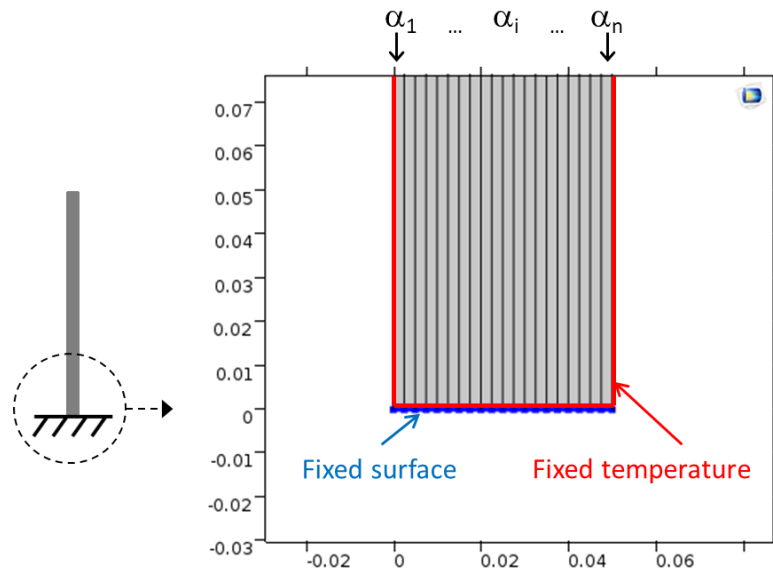 α1 ... αi ... αn
0.07
0.06
0.05
0.04
0.03
0.02
0.01
0
-0.01
-0.02
-0.03
Fixed surface
Fixed temperature
-0.02 0 0.02 0.04 0.06